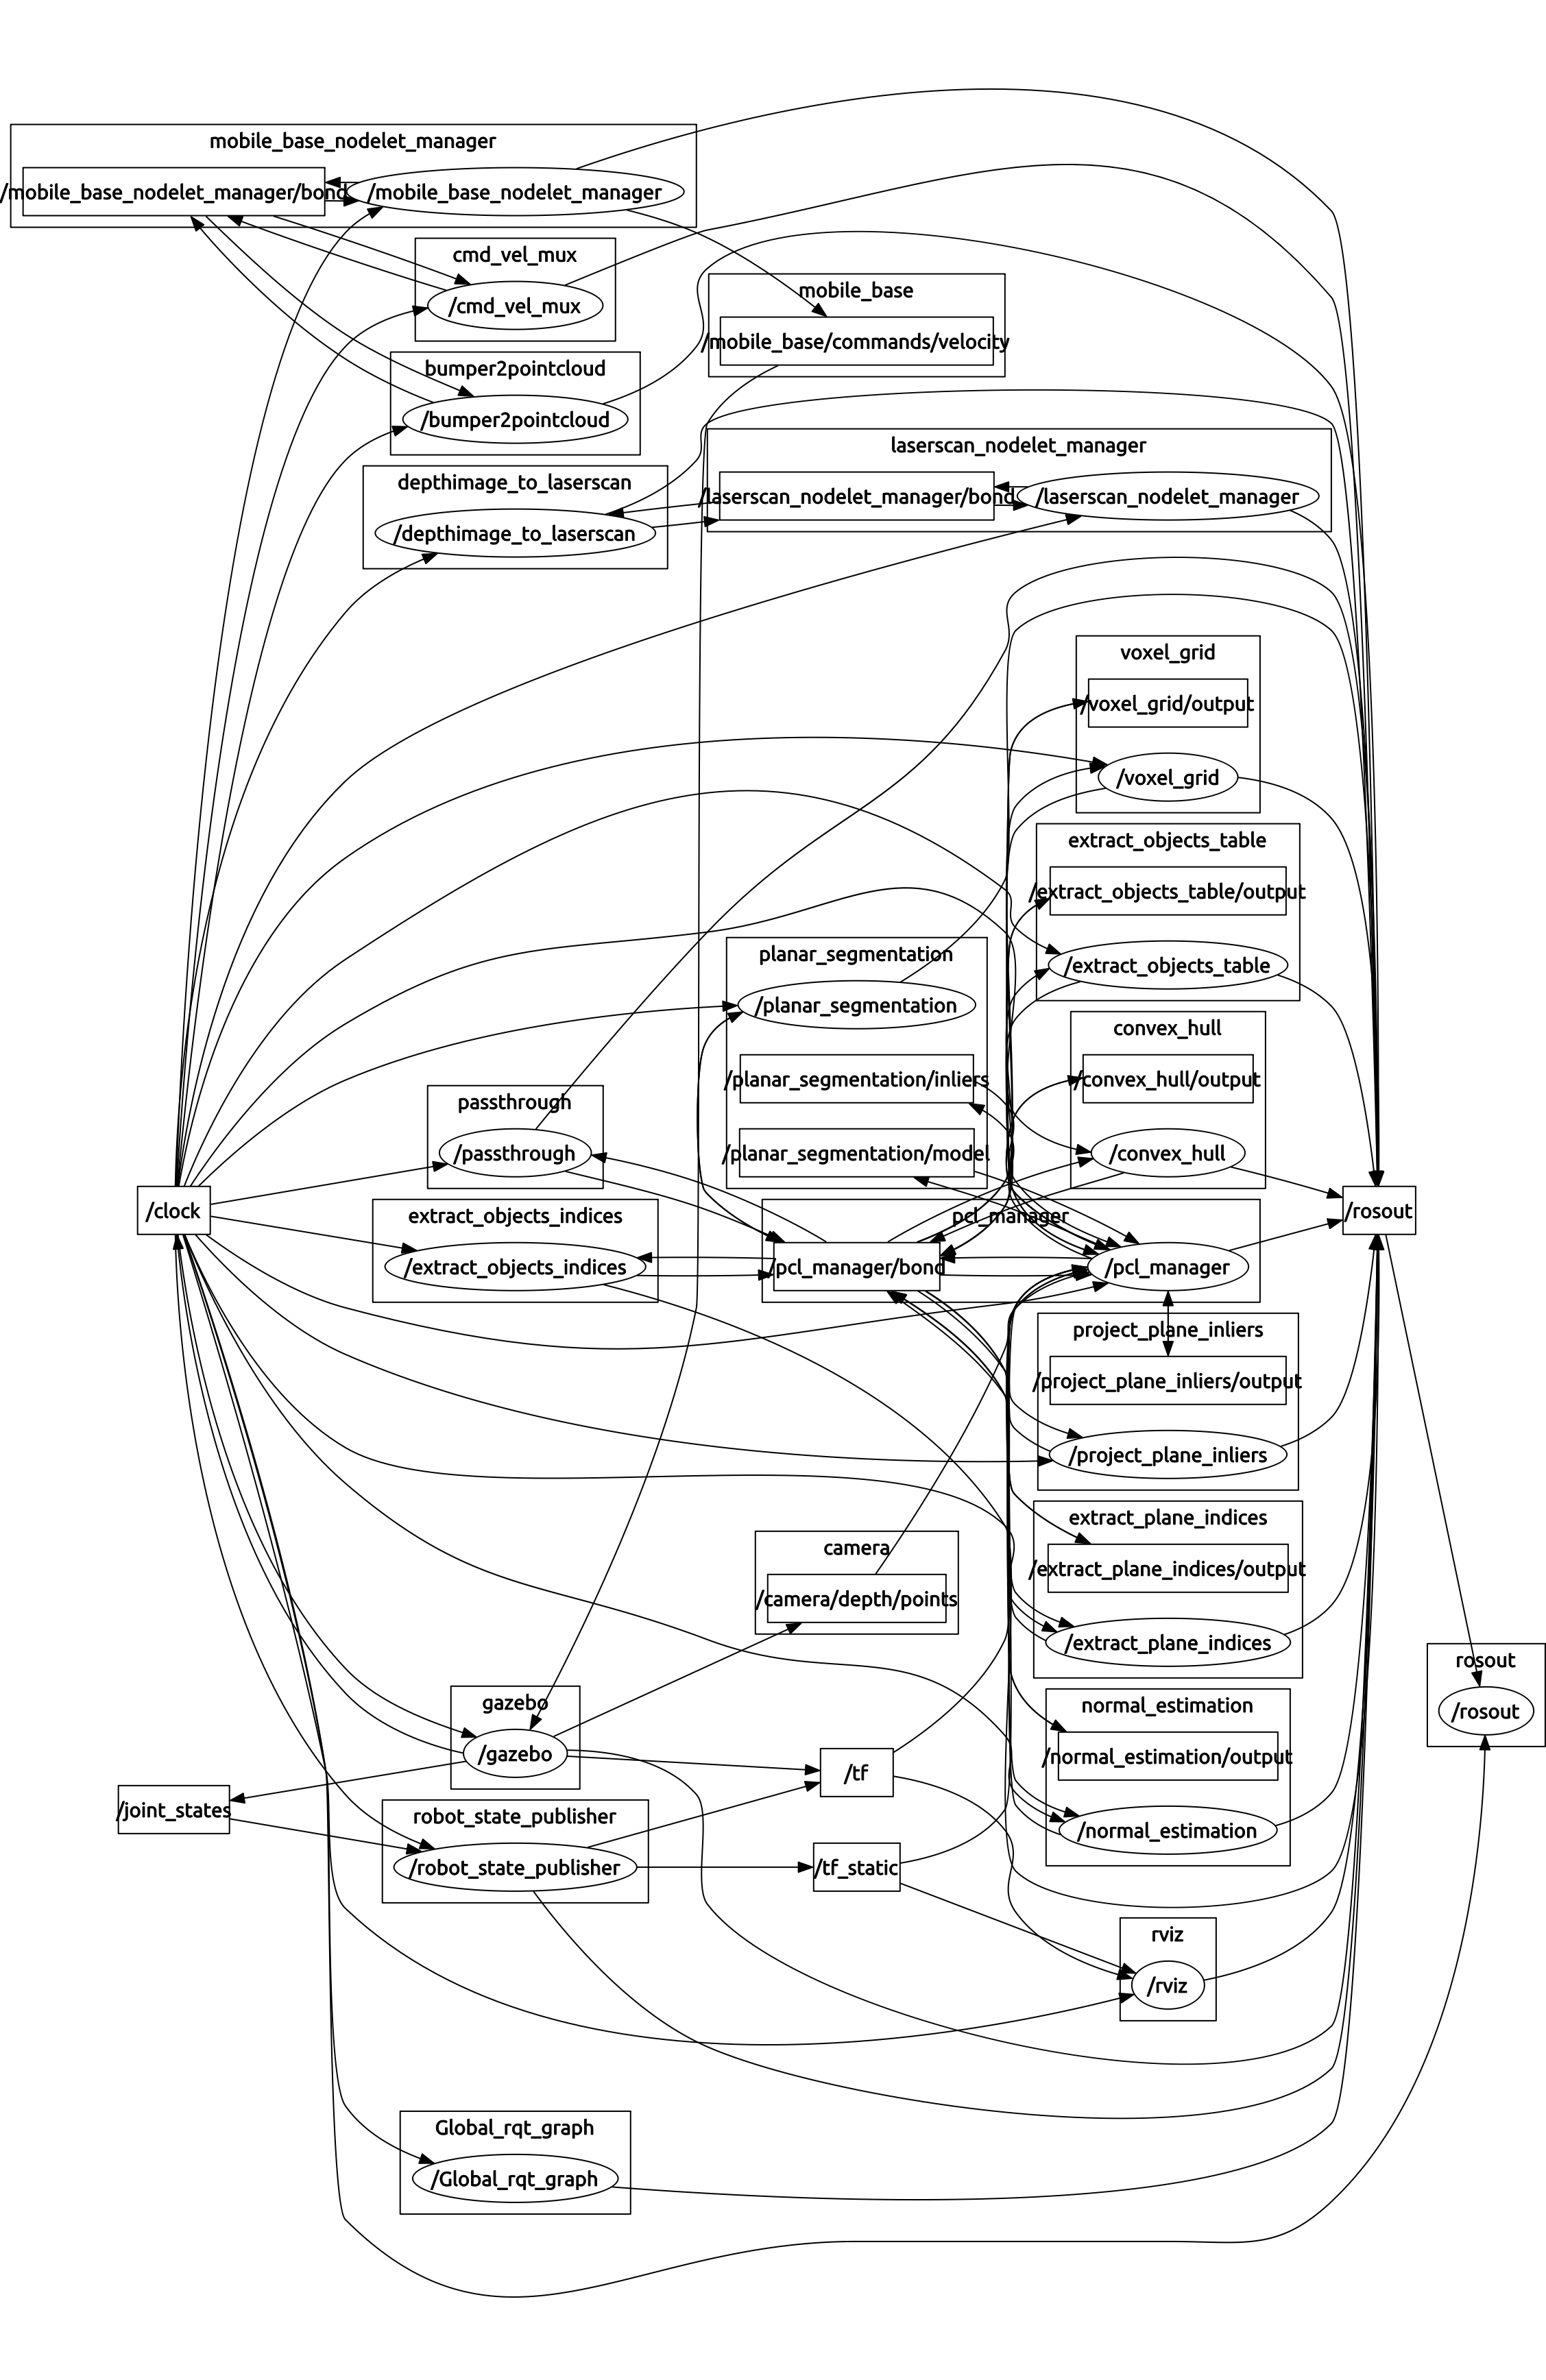 mobile_base_nodelet_manager
/mobile_base_nodelet_manager/bond
/mobile_base_nodelet_manager
cmd_vel_mux
/cmd_vel_mux
mobile_base
/mobile_base/commands/velocity
bumper2pointcloud
/bumper2pointcloud
laserscan_nodelet_manager
/laserscan_nodelet_manager/bond
/laserscan_nodelet_manager
depthimage_to_laserscan
/depthimage_to_laserscan
voxel_grid
/voxel_grid/output
/voxel_grid
extract_objects_table
/extract_objects_table/output
/extract_objects_table
planar_segmentation
/planar_segmentation
/planar_segmentation/inliers
/planar_segmentation/model
convex_hull
/convex_hull/output
/convex_hull
passthrough
/passthrough
/clock
/rosout
extract_objects_indices
/extract_objects_indices
pcl_manager
/pcl_manager/bond
/pcl_manager
project_plane_inliers
/project_plane_inliers/output
/project_plane_inliers
extract_plane_indices
/extract_plane_indices/output
/extract_plane_indices
camera
/camera/depth/points
rosout
/rosout
gazebo
/gazebo
normal_estimation
/normal_estimation/output
/normal_estimation
/tf
/joint_states
robot_state_publisher
/robot_state_publisher
/tf_static
rviz
/rviz
Global_rqt_graph
/Global_rqt_graph